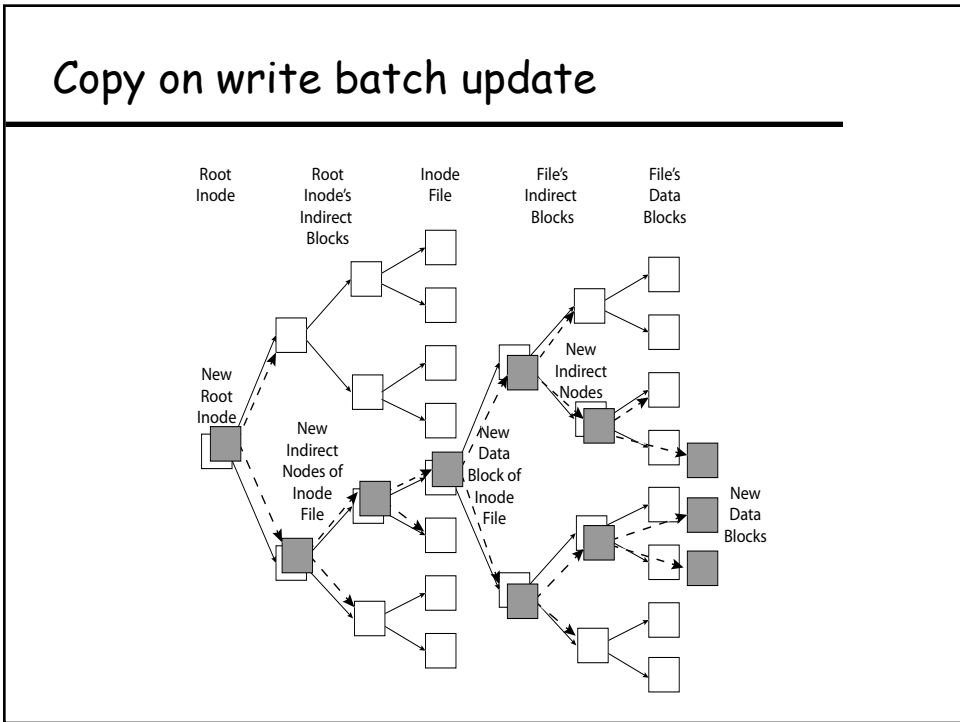 Copy on write batch update
Root
Inode
Root
Inode's
Indirect
Blocks
Inode
File
File's
Indirect
Blocks
File's
Data
Blocks
New
Root
Inode
New
Indirect
Nodes of
Inode
File
New
Data
Block of
Inode
File
New
Indirect
Nodes
New
Data
Blocks